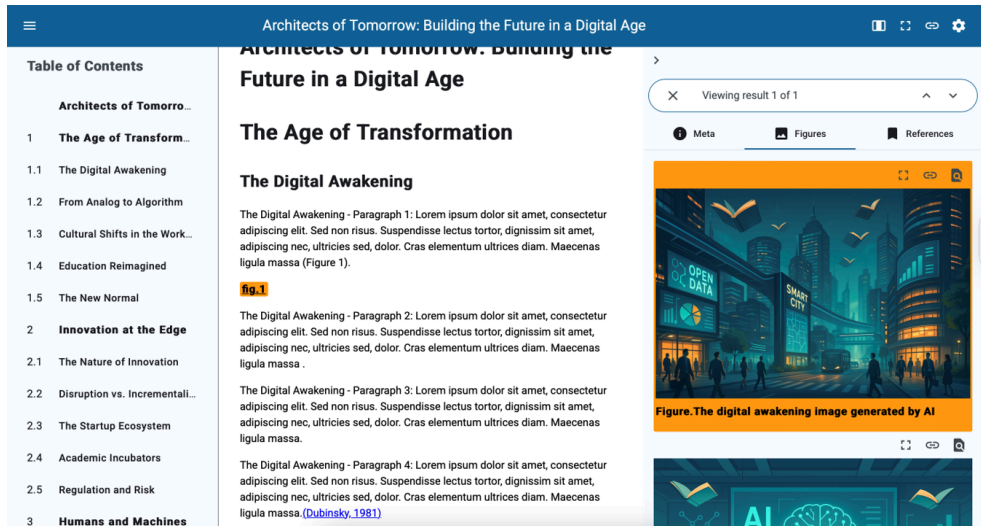 Architects of Tomorrow: Building the Future in a Digital Age
Table of Contents
Architects of Tomorro...
1 The Age of Transform...
1.1 The Digital Awakening
1.2 From Analog to Algorithm
1.3 Cultural Shifts in the Work...
1.4 Education Reimagined
1.5 The New Normal
2 Innovation at the Edge
2.1 The Nature of Innovation
2.2 Disruption vs. Incrementali...
2.3 The Startup Ecosystem
2.4 Academic Incubators
2.5 Regulation and Risk
3 Humans and Machines
Architects of Tomorrow: Building the
Future in a Digital Age
The Age of Transformation
The Digital Awakening
The Digital Awakening - Paragraph 1: Lorem ipsum dolor sit amet, consectetur
adipiscing elit. Sed non risus. Suspendisse lectus tortor, dignissim sit amet,
adipiscing nec, ultricies sed, dolor. Cras elementum ultrices diam. Maecenas
ligula massa (Figure 1).
fig.1
The Digital Awakening - Paragraph 2: Lorem ipsum dolor sit amet, consectetur
adipiscing elit. Sed non risus. Suspendisse lectus tortor, dignissim sit amet,
adipiscing nec, ultricies sed, dolor. Cras elementum ultrices diam. Maecenas
ligula massa .
The Digital Awakening - Paragraph 3: Lorem ipsum dolor sit amet, consectetur
adipiscing elit. Sed non risus. Suspendisse lectus tortor, dignissim sit amet,
adipiscing nec, ultricies sed, dolor. Cras elementum ultrices diam. Maecenas
ligula massa.
The Digital Awakening - Paragraph 4: Lorem ipsum dolor sit amet, consectetur
adipiscing elit. Sed non risus. Suspendisse lectus tortor, dignissim sit amet,
adipiscing nec, ultricies sed, dolor. Cras elementum ultrices diam. Maecenas
ligula massa.(Dubinsky, 1981)
Viewing result 1 of 1
Meta Figures References
OPEN
DATA
SMART
CITY
Figure.The digital awakening image generated by AI
AI